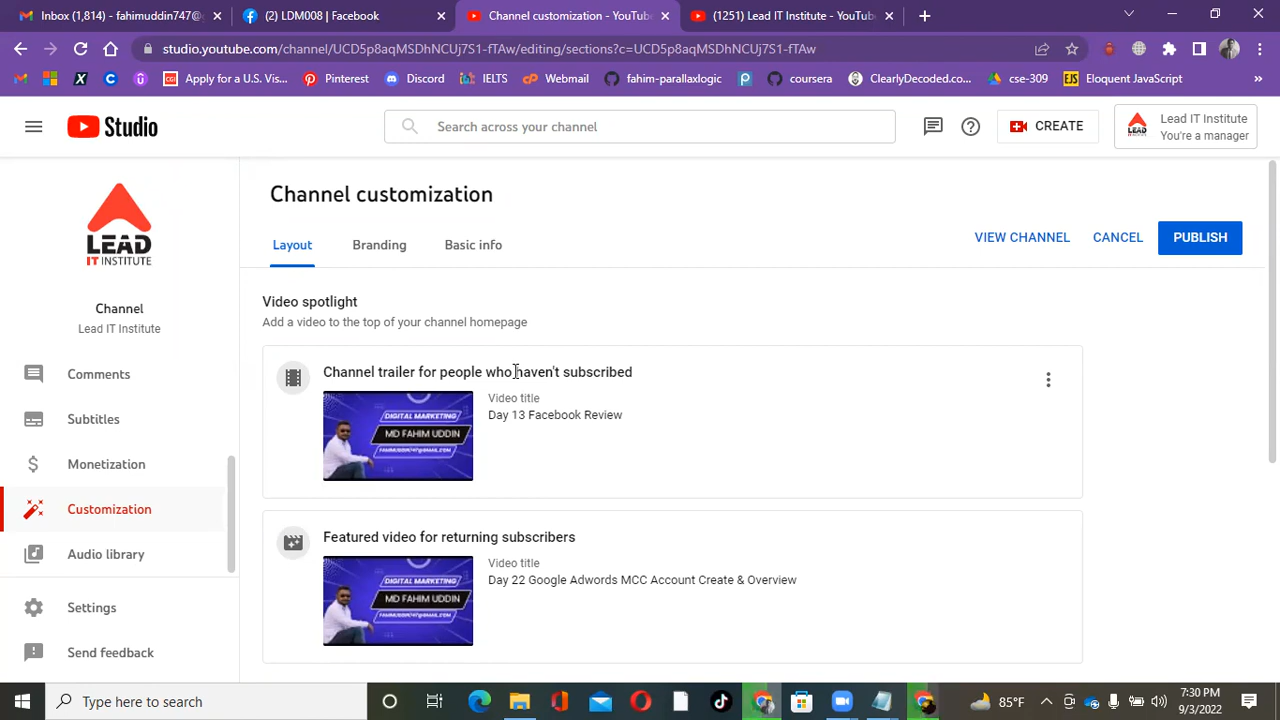 Inbox - mahiuddin747@g
(20) Facebook
Channel customization - YouTube
(1251) Lead IT Institute - YouTub
studio.youtube.com/channel/UCD5p8aqMSDhNCUj7S1-fTAw/editing/sections?c=UCD5p8aqMSDhNCUj7S1-fTAw
Apply for a U.S. Vis... Pinterest Discord IELTS Webmail fahim-parallaxlogic coursera ClearlyDecoded.co... cse-309 Eloquent JavaScript »
Studio
Search across your channel
CREATE
Lead IT Institute
You're a manager
LEAD
IT INSTITUTE
Channel
Lead IT Institute
Comments
Subtitles
Monetization
Customization
Audio library
Settings
Send feedback
Channel customization
Layout Branding Basic info
VIEW CHANNEL CANCEL PUBLISH
Video spotlight
Add a video to the top of your channel homepage
Channel trailer for people who haven't subscribed
DIGITAL MARKETING
MD FAHIM UDDIN
Video title
Day 13 Facebook Review
Featured video for returning subscribers
DIGITAL MARKETING
MD FAHIM UDDIN
Video title
Day 22 Google Adwords MCC Account Create & Overview
Type here to search
85°F
7:30 PM
9/3/2022